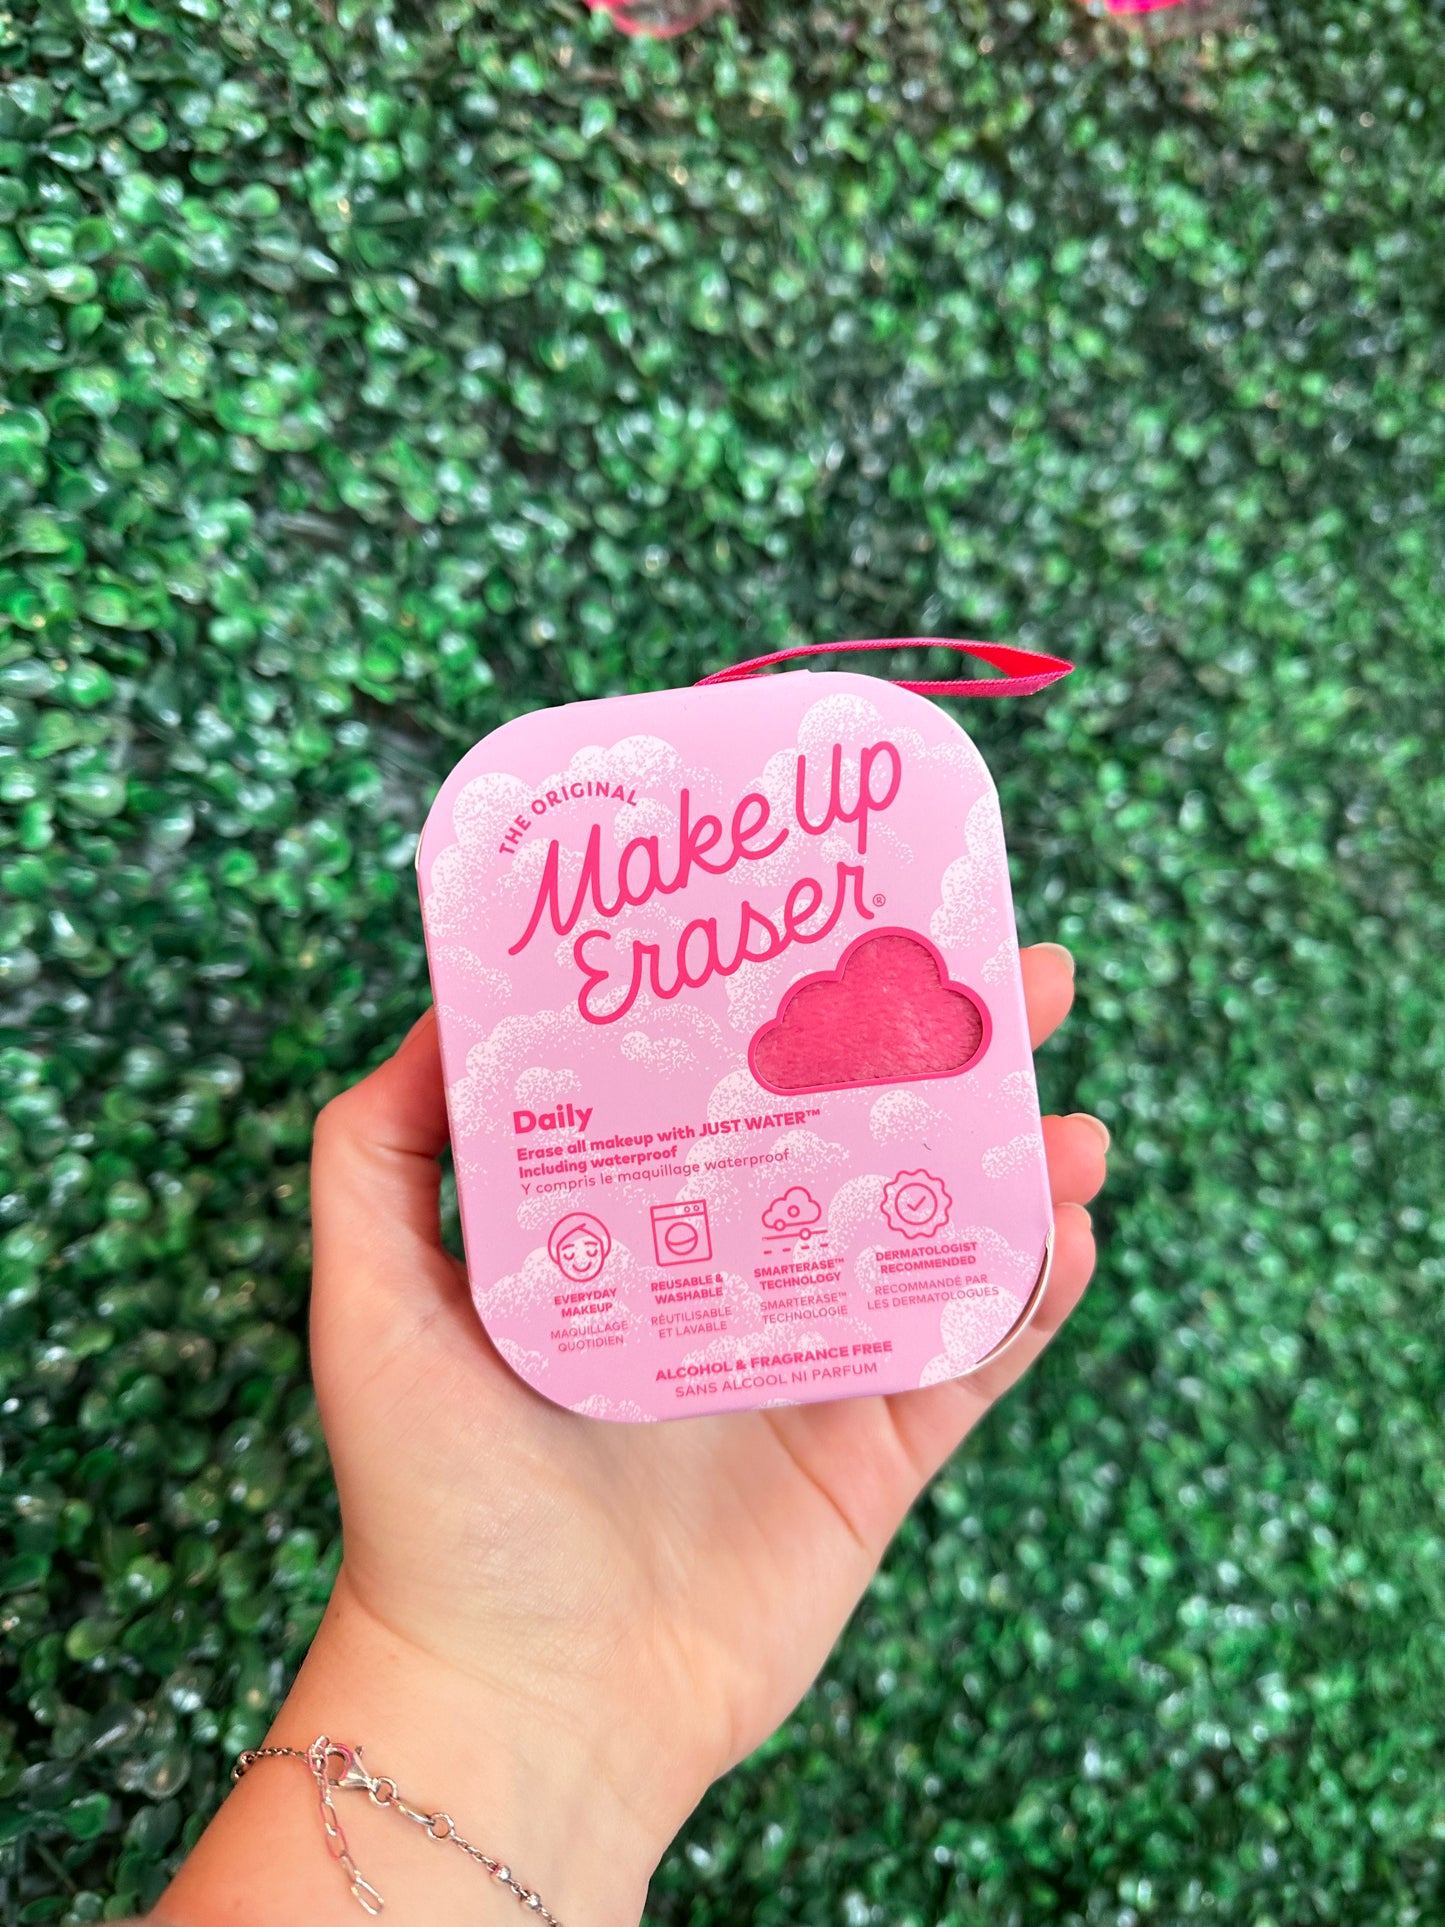 THE ORIGINAL
Make Up
Eraser®
Daily
Erase all makeup with JUST WATER™
Including waterproof
Y compris le maquillage waterproof
EVERYDAY
MAKEUP
MAQUILLAGE
QUOTIDIEN
REUSABLE &
WASHABLE
RÉUTILISABLE
ET LAVABLE
SMARTERASE™
TECHNOLOGY
SMARTERASE™
TECHNOLOGIE
DERMATOLOGIST
RECOMMENDED
RECOMMANDÉ PAR
LES DERMATOLOGUES
ALCOHOL & FRAGRANCE FREE
SANS ALCOOL NI PARFUM